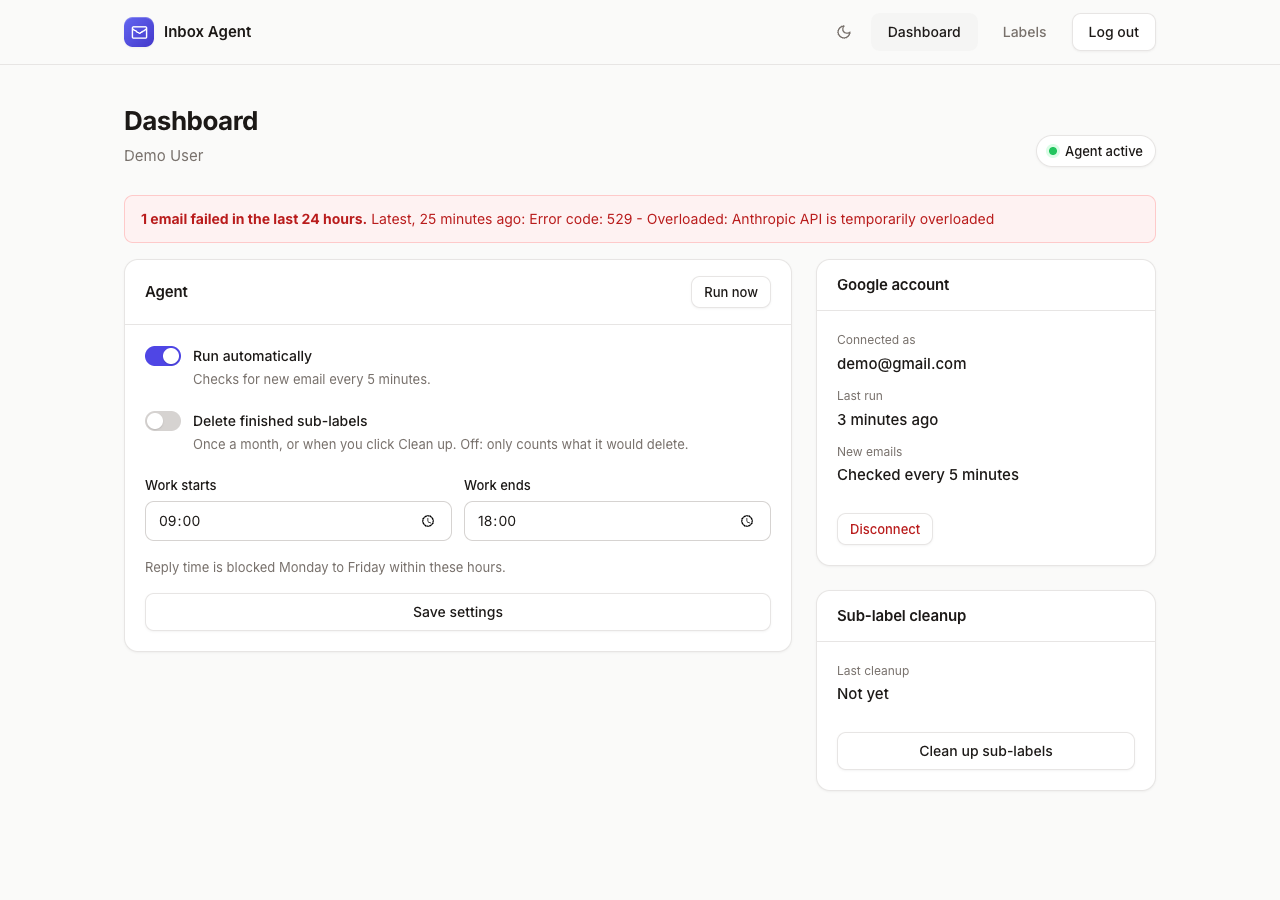 Inbox Agent
Dashboard
Labels
Log out
Dashboard
Demo User
Agent active
1 email failed in the last 24 hours. Latest, 25 minutes ago: Error code: 529 - Overloaded: Anthropic API is temporarily overloaded
Agent
Run now
Run automatically
Checks for new email every 5 minutes.
Delete finished sub-labels
Once a month, or when you click Clean up. Off: only counts what it would delete.
Work starts
Work ends
09:00
18:00
Reply time is blocked Monday to Friday within these hours.
Save settings
Google account
Connected as
demo@gmail.com
Last run
3 minutes ago
New emails
Checked every 5 minutes
Disconnect
Sub-label cleanup
Last cleanup
Not yet
Clean up sub-labels